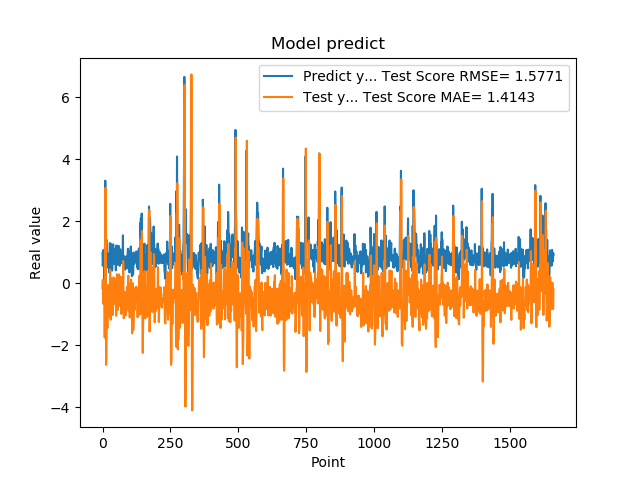 Model predict
Predict y... Test Score RMSE= 1.5771
Test y... Test Score MAE= 1.4143
Real value
6
4
2
0
−2
−4
0 250 500 750 1000 1250 1500
Point